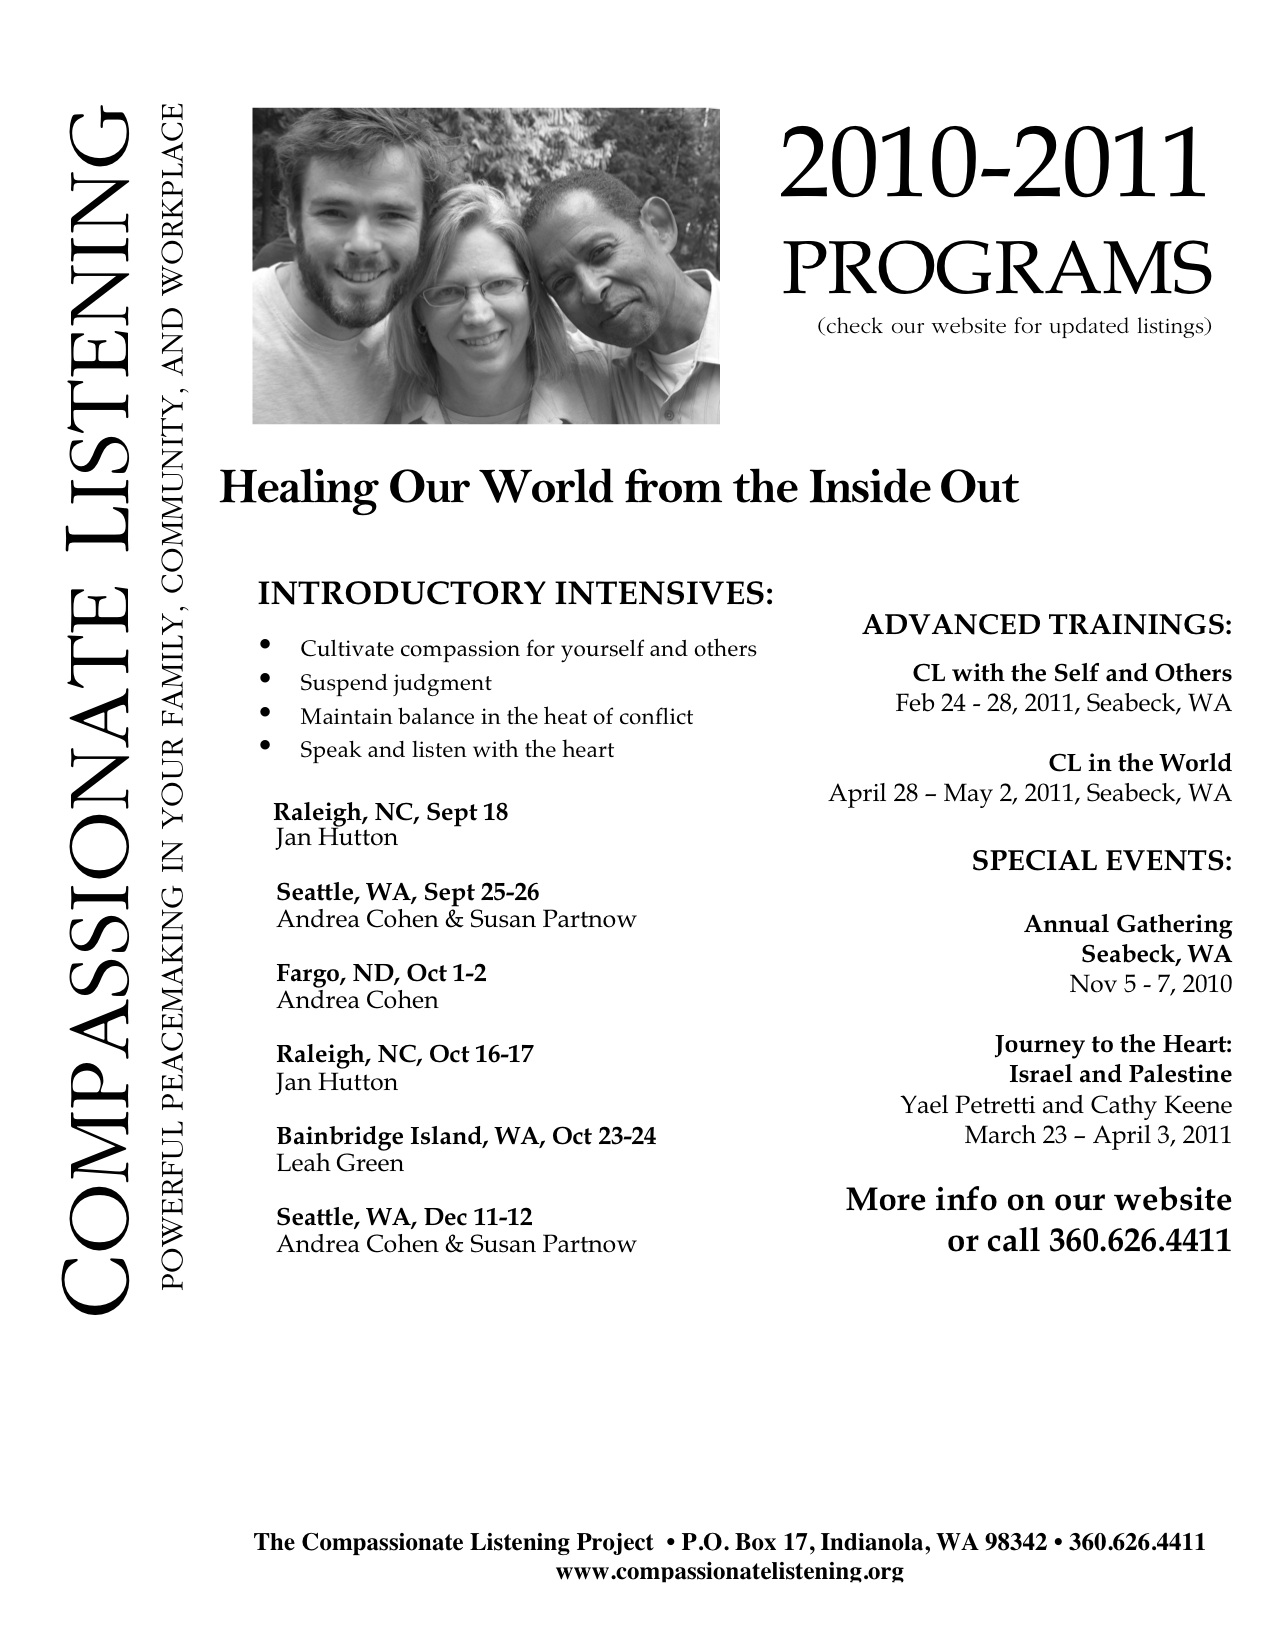 COMPASSIONATE LISTENING
POWERFUL PEACEMAKING IN YOUR FAMILY, COMMUNITY, AND WORKPLACE
2010-2011
PROGRAMS
(check our website for updated listings)
Healing Our World from the Inside Out
INTRODUCTORY INTENSIVES:
• Cultivate compassion for yourself and others
• Suspend judgment
• Maintain balance in the heat of conflict
• Speak and listen with the heart
Raleigh, NC, Sept 18
Jan Hutton
Seattle, WA, Sept 25-26
Andrea Cohen & Susan Partnow
Fargo, ND, Oct 1-2
Andrea Cohen
Raleigh, NC, Oct 16-17
Jan Hutton
Bainbridge Island, WA, Oct 23-24
Leah Green
Seattle, WA, Dec 11-12
Andrea Cohen & Susan Partnow
ADVANCED TRAININGS:
CL with the Self and Others
Feb 24 - 28, 2011, Seabeck, WA
CL in the World
April 28 – May 2, 2011, Seabeck, WA
SPECIAL EVENTS:
Annual Gathering
Seabeck, WA
Nov 5 - 7, 2010
Journey to the Heart:
Israel and Palestine
Yael Petretti and Cathy Keene
March 23 – April 3, 2011
More info on our website
or call 360.626.4411
The Compassionate Listening Project • P.O. Box 17, Indianola, WA 98342 • 360.626.4411
www.compassionatelistening.org